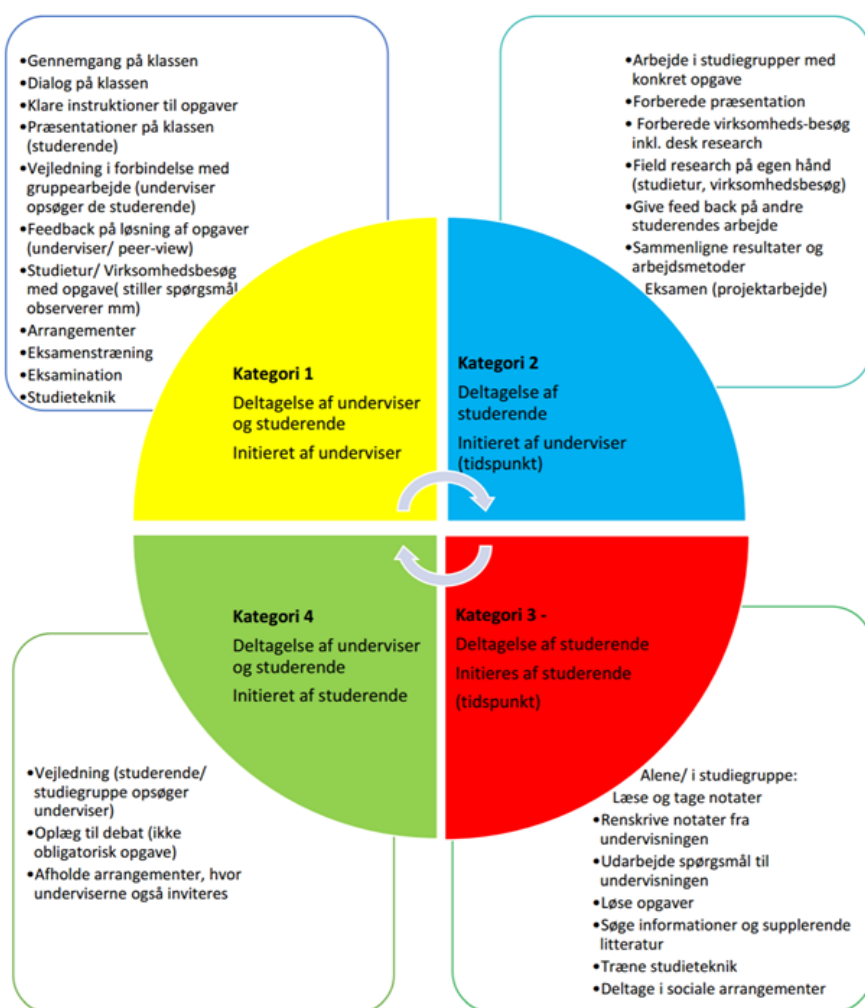 •Gennemgang på klassen
•Dialog på klassen
•Klare instruktioner til opgaver
•Præsentationer på klassen
(studerende)
•Vejledning i forbindelse med
gruppearbejde (underviser
opsøger de studerende)
•Feedback på løsning af opgaver
(underviser/ peer-view)
•Studietur/ Virksomhedsbesøg
med opgave( stiller spørgsmål
observerer mm)
•Arrangementer
•Eksamenstræning
•Eksamination
•Studieteknik
•Arbejde i studiegrupper med
konkret opgave
•Forberede præsentation
• Forberede virksomheds-besøg
inkl. desk research
•Field research på egen hånd
(studietur, virksomhedsbesøg)
•Give feed back på andre
studerendes arbejde
•Sammenligne resultater og
arbejdsmetoder
Eksamen (projektarbejde)
Kategori 1
Deltagelse af underviser
og studerende
Initieret af underviser
Kategori 2
Deltagelse af
studerende
Initieret af underviser
(tidspunkt)
Kategori 4
Deltagelse af underviser
og studerende
Initieret af studerende
Kategori 3 -
Deltagelse af studerende
Initieres af studerende
(tidspunkt)
•Vejledning (studerende/
studiegruppe opsøger
underviser)
•Oplæg til debat (ikke
obligatorisk opgave)
•Afholde arrangementer, hvor
underviserne også inviteres
Alene/ i studiegruppe:
Læse og tage notater
•Renskrive notater fra
undervisningen
•Udarbejde spørgsmål til
undervisningen
•Løse opgaver
•Søge informationer og supplerende
litteratur
•Træne studieteknik
•Deltage i sociale arrangementer